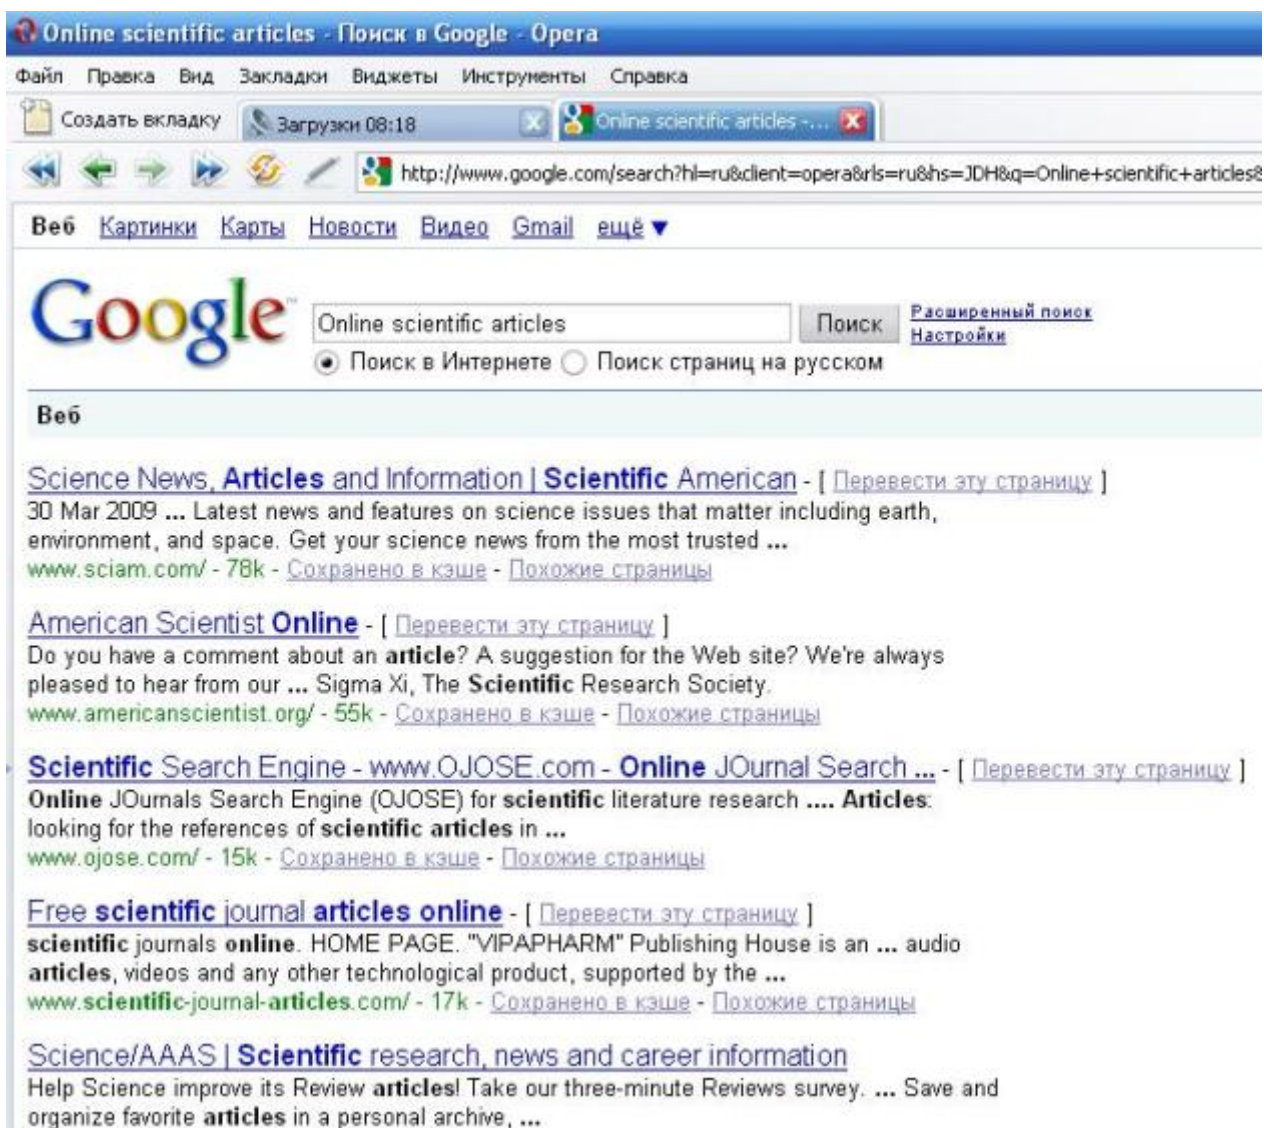 Online scientific articles - Поиск в Google - Opera
Файл Правка Вид Закладки Виджеты Инструменты Справка
Создать вкладку Загрузки 08:18 Online scientific articles -...
http://www.google.com/search?hl=ru&client=opera&rls=ru&hs=JDH&q=Online+scientific+articles&
Веб Картинки Карты Новости Видео Gmail ещё ▼
Google™ Online scientific articles Поиск Расширенный поиск
Настройки
Поиск в Интернете Поиск страниц на русском
Веб
Science News, Articles and Information | Scientific American - [ Перевести эту страницу ]
30 Mar 2009 ... Latest news and features on science issues that matter including earth,
environment, and space. Get your science news from the most trusted ...
www.sciam.com/ - 78k - Сохранено в кэше - Похожие страницы
American Scientist Online - [ Перевести эту страницу ]
Do you have a comment about an article? A suggestion for the Web site? We're always
pleased to hear from our ... Sigma Xi, The Scientific Research Society.
www.americanscientist.org/ - 55k - Сохранено в кэше - Похожие страницы
Scientific Search Engine - www.OJOSE.com - Online JOurnal Search ... - [ Перевести эту страницу ]
Online JOurnals Search Engine (OJOSE) for scientific literature research .... Articles:
looking for the references of scientific articles in ...
www.ojose.com/ - 15k - Сохранено в кэше - Похожие страницы
Free scientific journal articles online - [ Перевести эту страницу ]
scientific journals online. HOME PAGE. "VIPAPHARM" Publishing House is an ... audio
articles, videos and any other technological product, supported by the ...
www.scientific-journal-articles.com/ - 17k - Сохранено в кэше - Похожие страницы
Science/AAAS | Scientific research, news and career information
Help Science improve its Review articles! Take our three-minute Reviews survey. ... Save and
organize favorite articles in a personal archive, ...